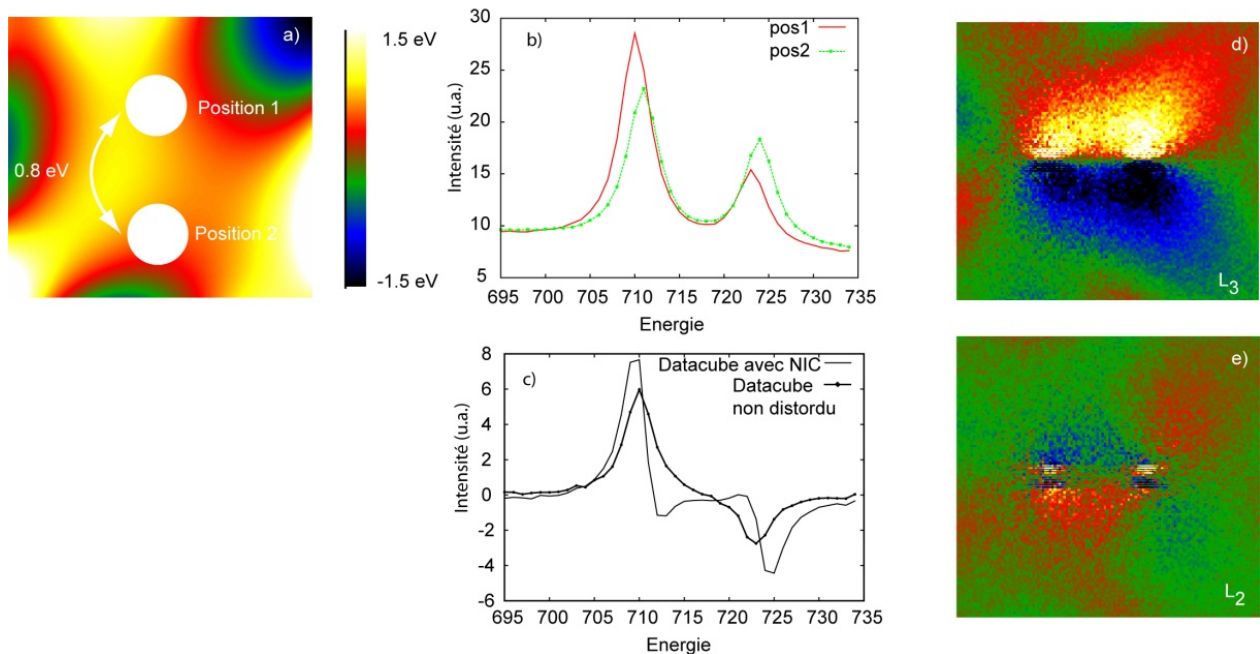 a)
Position 1
0.8 eV
Position 2
1.5 eV
-1.5 eV
b)
pos1
pos2
Intensité (u.a.)
30
25
20
15
10
5
695 700 705 710 715 720 725 730 735
Energie
c)
Datacube avec NIC
Datacube
non distordu
Intensité (u.a.)
8
6
4
2
0
-2
-4
-6
695 700 705 710 715 720 725 730 735
Energie
d)
L3
e)
L2